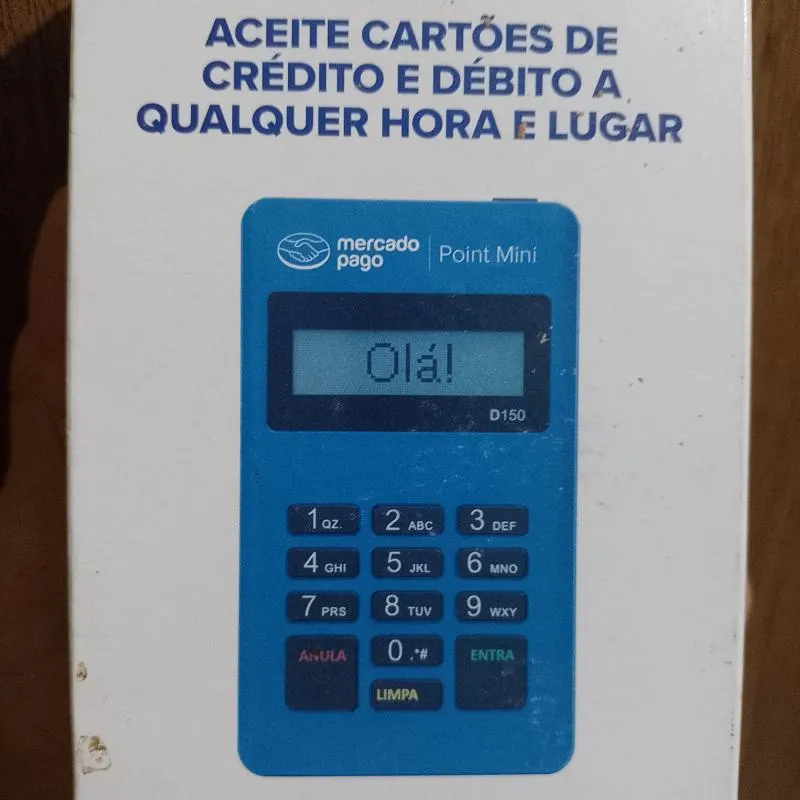 ACEITE CARTÕES DE
CRÉDITO E DÉBITO A
QUALQUER HORA E LUGAR
mercado pago | Point Mini
Olá!
D150
1 QZ. 2 ABC 3 DEF
4 GHI 5 JKL 6 MNO
7 PRS 8 TUV 9 WXY
ANULA 0 .*# ENTRA
LIMPA